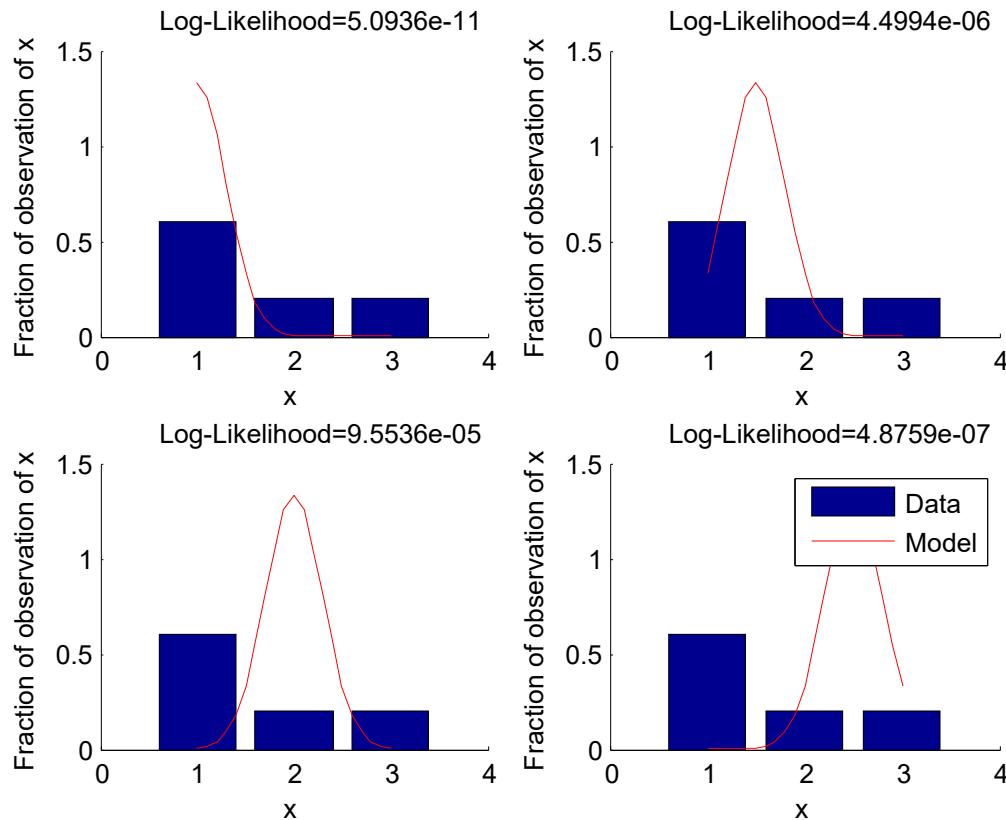 Log-Likelihood=5.0936e-11
Fraction of observation of x
1.5
1
0.5
0
0 1 2 3 4
x
Log-Likelihood=4.4994e-06
Fraction of observation of x
1.5
1
0.5
0
0 1 2 3 4
x
Log-Likelihood=9.5536e-05
Fraction of observation of x
1.5
1
0.5
0
0 1 2 3 4
x
Log-Likelihood=4.8759e-07
Fraction of observation of x
1.5
1
0.5
0
0 1 2 3 4
x
Data
Model